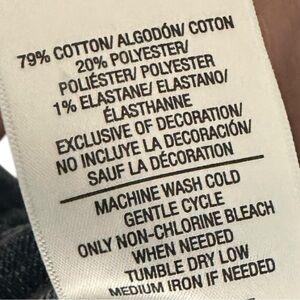 79% COTTON/ ALGODÓN/ COTON
20% POLYESTER/
POLIÉSTER/ POLYESTER
1% ELASTANE/ ELASTANO/
ÉLASTHANNE
EXCLUSIVE OF DECORATION/
NO INCLUYE LA DECORACIÓN/
SAUF LA DÉCORATION
MACHINE WASH COLD
GENTLE CYCLE
ONLY NON-CHLORINE BLEACH
WHEN NEEDED
TUMBLE DRY LOW
MEDIUM IRON IF NEEDED